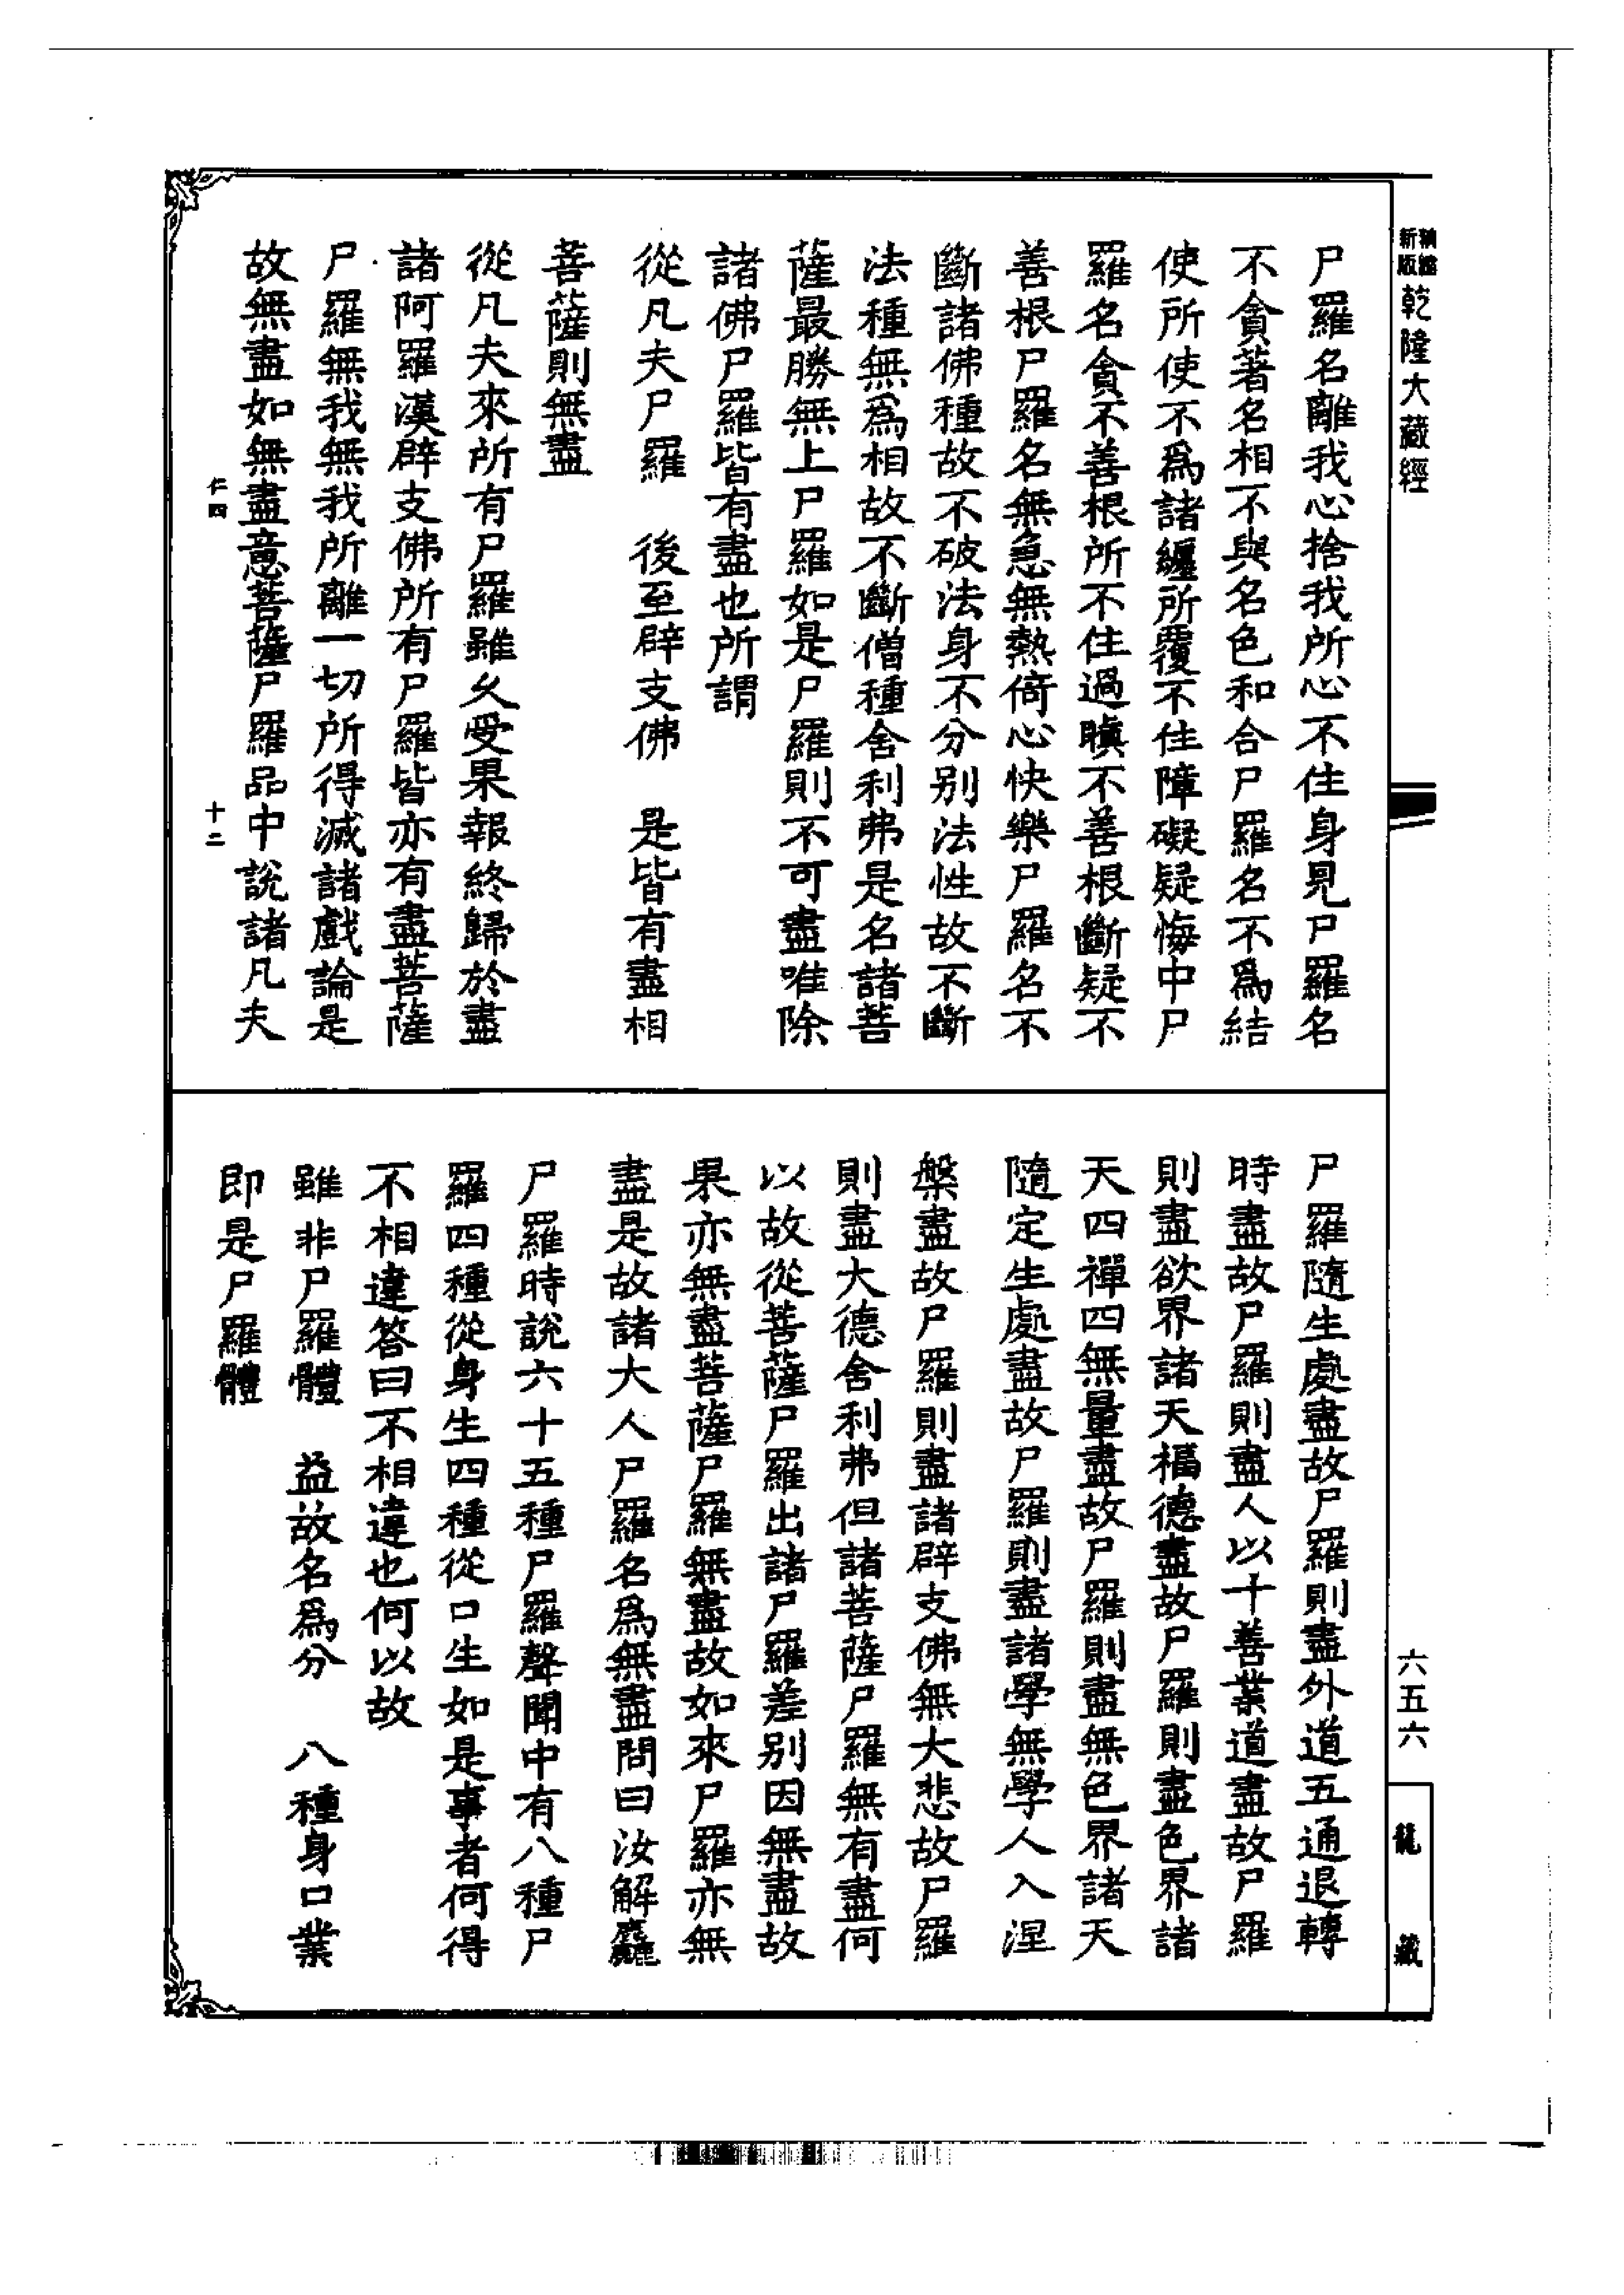 新版 精縮 乾隆大藏經
尸羅名離我心捨我所心不住身見尸羅名
不貪著名相不與名色和合尸羅名不為結
使所使不為諸纏所覆不住障礙疑悔中尸
羅名貪不善根所不住過瞋不善根斷疑不
善根尸羅名無急無熱倚心快樂尸羅名不
斷諸佛種故不破法身不分別法性故不斷
法種無為相故不斷僧種舍利弗是名諸菩
薩最勝無上尸羅如是尸羅則不可盡唯除
諸佛尸羅皆有盡也所謂
從凡夫尸羅　後至辟支佛　是皆有盡相
菩薩則無盡
從凡夫來所有尸羅雖久受果報終歸於盡
諸阿羅漢辟支佛所有尸羅皆亦有盡菩薩
尸羅無我無我所離一切所得滅諸戲論是
故無盡如無盡意菩薩尸羅品中說諸凡夫
仁四　十二
尸羅隨生處盡故尸羅則盡外道五通退轉
時盡故尸羅則盡人以十善業道盡故尸羅
則盡欲界諸天福德盡故尸羅則盡色界諸
天四禪四無量盡故尸羅則盡無色界諸天
隨定生處盡故尸羅則盡諸學無學人入涅
槃盡故尸羅則盡諸辟支佛無大悲故尸羅
則盡大德舍利弗但諸菩薩尸羅無有盡何
以故從菩薩尸羅出諸尸羅差別因無盡故
果亦無盡菩薩尸羅無盡故如來尸羅亦無
盡是故諸大人尸羅名為無盡問曰汝解麤
尸羅時說六十五種尸羅聲聞中有八種尸
羅四種從身生四種從口生如是事者何得
不相違答曰不相違也何以故
雖非尸羅體　益故名為分　八種身口業
即是尸羅體
六五六
龍藏